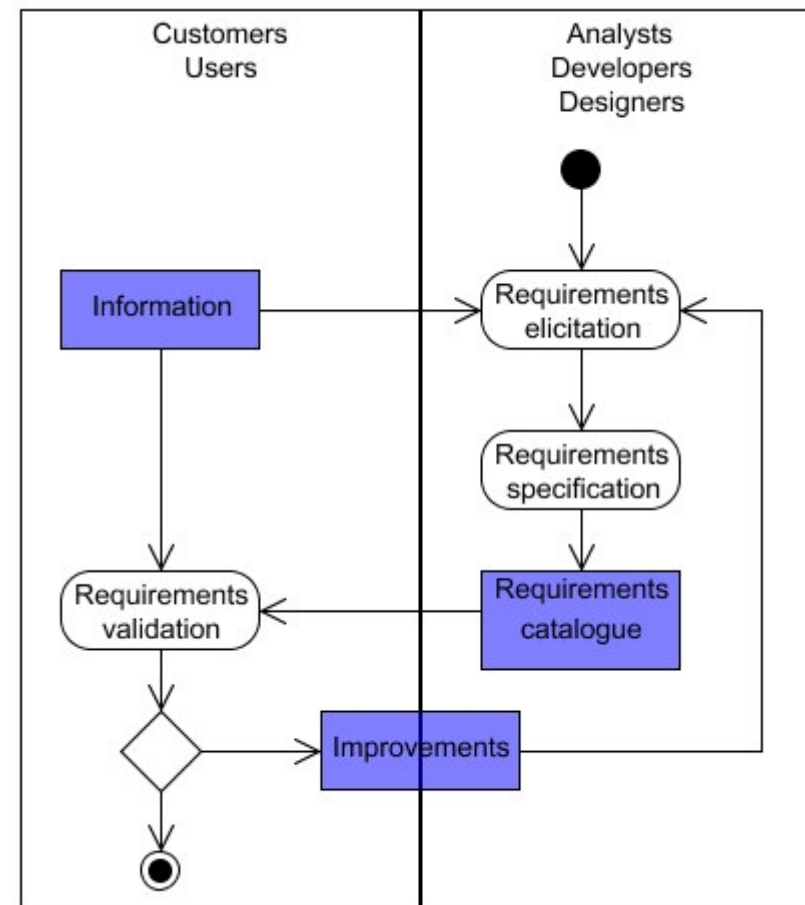 Customers
Users
Analysts
Developers
Designers
Information
Requirements
elicitation
Requirements
specification
Requirements
validation
Requirements
catalogue
Improvements